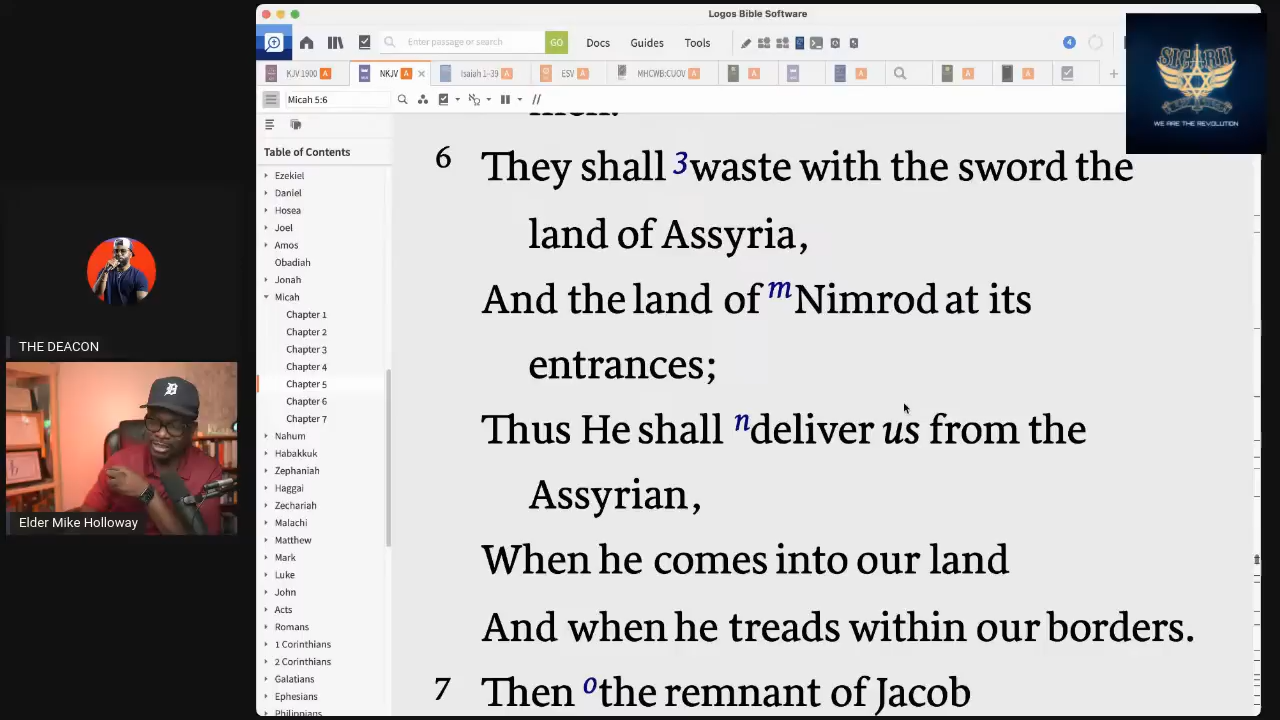 Logos Bible Software
Enter passage or search
GO
Docs
Guides
Tools
4
KJV 1900 A
NKJV A
Isaiah 1–39 A
ESV A
MHCWB:CUOV A
A
A
A
A
Micah 5:6
Table of Contents
Ezekiel
Daniel
Hosea
Joel
Amos
Obadiah
Jonah
Micah
Chapter 1
Chapter 2
Chapter 3
Chapter 4
Chapter 5
Chapter 6
Chapter 7
Nahum
Habakkuk
Zephaniah
Haggai
Zechariah
Malachi
Matthew
Mark
Luke
John
Acts
Romans
1 Corinthians
2 Corinthians
Galatians
Ephesians
Philippians
men.
6 They shall 3waste with the sword the
land of Assyria,
And the land of mNimrod at its
entrances;
Thus He shall ndeliver us from the
Assyrian,
When he comes into our land
And when he treads within our borders.
7 Then othe remnant of Jacob
THE DEACON
Elder Mike Holloway
SICARII
WE ARE THE REVOLUTION